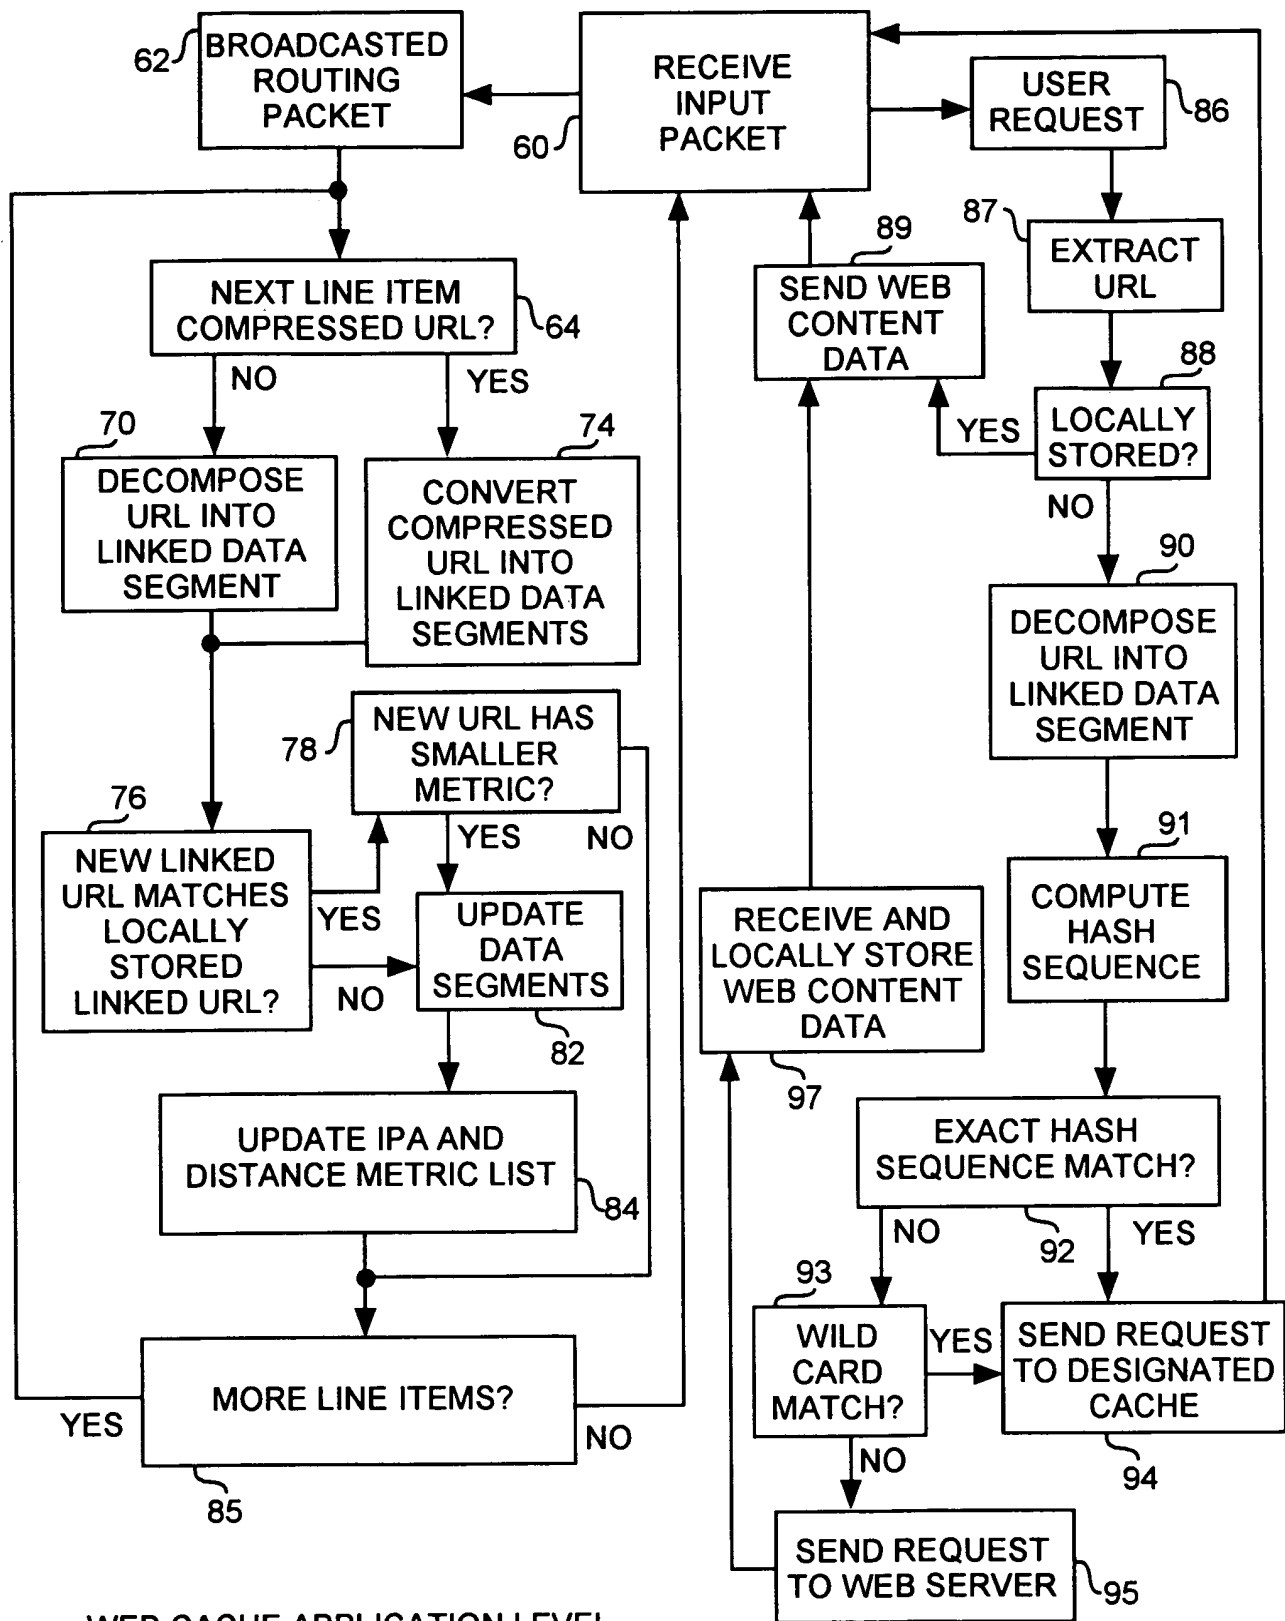 BROADCASTED
ROUTING
PACKET
62
RECEIVE
INPUT
PACKET
60
USER
REQUEST
86
87
EXTRACT
URL
89
SEND WEB
CONTENT
DATA
NEXT LINE ITEM
COMPRESSED URL?
64
NO
YES
88
LOCALLY
STORED?
YES
NO
70
DECOMPOSE
URL INTO
LINKED DATA
SEGMENT
74
CONVERT
COMPRESSED
URL INTO
LINKED DATA
SEGMENTS
90
DECOMPOSE
URL INTO
LINKED DATA
SEGMENT
78
NEW URL HAS
SMALLER
METRIC?
YES
NO
76
NEW LINKED
URL MATCHES
LOCALLY
STORED
LINKED URL?
YES
NO
UPDATE
DATA
SEGMENTS
82
91
COMPUTE
HASH
SEQUENCE
RECEIVE AND
LOCALLY STORE
WEB CONTENT
DATA
97
UPDATE IPA AND
DISTANCE METRIC LIST
84
EXACT HASH
SEQUENCE MATCH?
92
NO
YES
93
WILD
CARD
MATCH?
YES
NO
SEND REQUEST
TO DESIGNATED
CACHE
94
MORE LINE ITEMS?
YES
NO
85
SEND REQUEST
TO WEB SERVER
95
WEB CACHE APPLICATION LEVEL